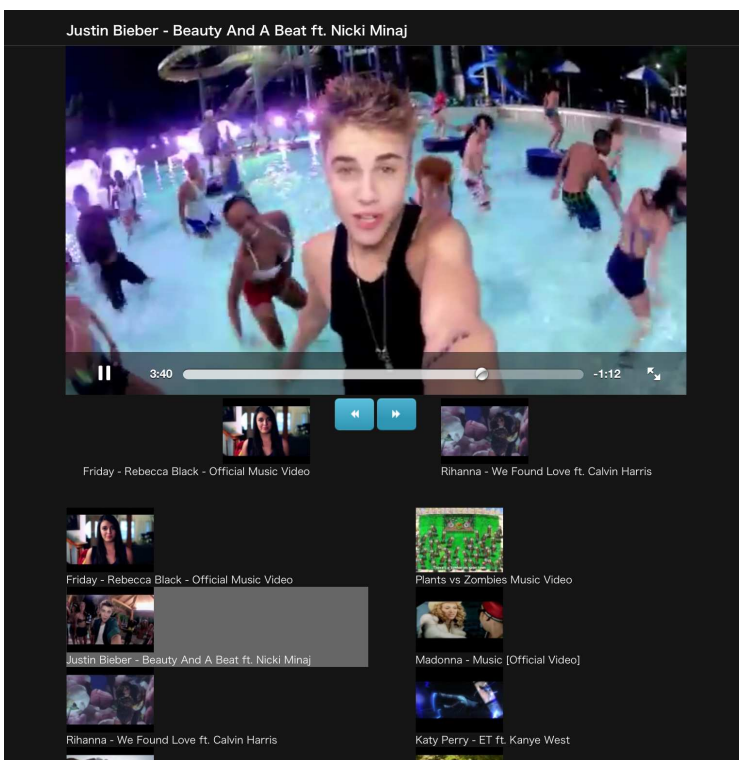 Justin Bieber - Beauty And A Beat ft. Nicki Minaj
3:40
-1:12
Friday - Rebecca Black - Official Music Video
Rihanna - We Found Love ft. Calvin Harris
Friday - Rebecca Black - Official Music Video
Plants vs Zombies Music Video
Justin Bieber - Beauty And A Beat ft. Nicki Minaj
Madonna - Music [Official Video]
Rihanna - We Found Love ft. Calvin Harris
Katy Perry - ET ft. Kanye West